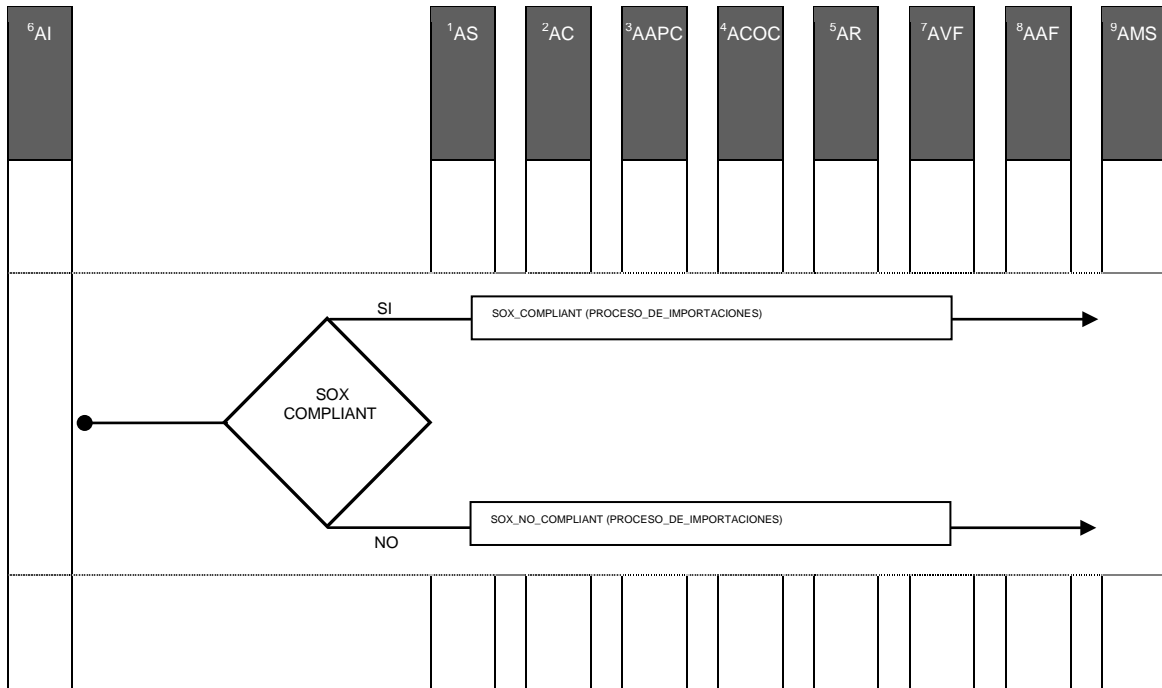 ⁶AI
¹AS
²AC
³AAPC
⁴ACOC
⁵AR
⁷AVF
⁸AAF
⁹AMS
SI
SOX_COMPLIANT (PROCESO_DE_IMPORTACIONES)
SOX
COMPLIANT
SOX_NO_COMPLIANT (PROCESO_DE_IMPORTACIONES)
NO